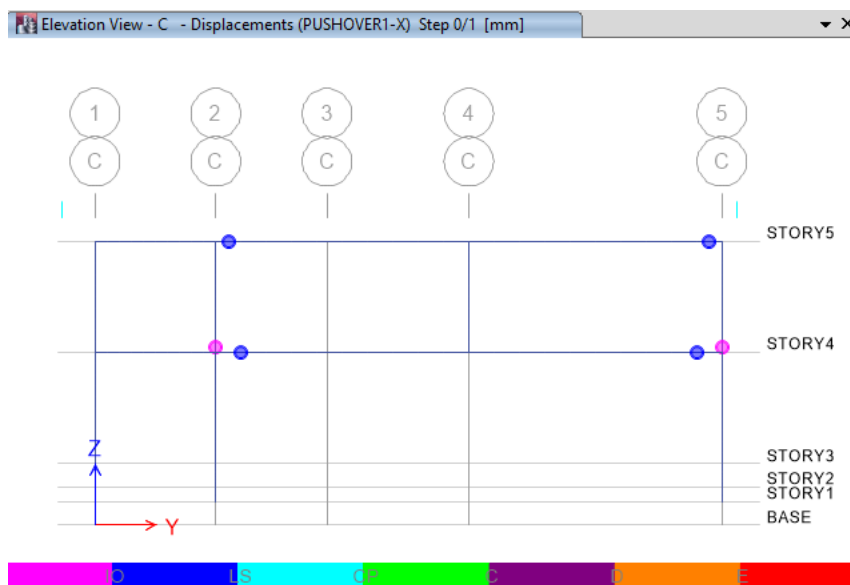 Elevation View - C - Displacements (PUSHOVER1-X) Step 0/1 [mm]
1 2 3 4 5
C C C C C
STORY5
STORY4
STORY3
STORY2
STORY1
BASE
Z
Y
IO LS CP C D E